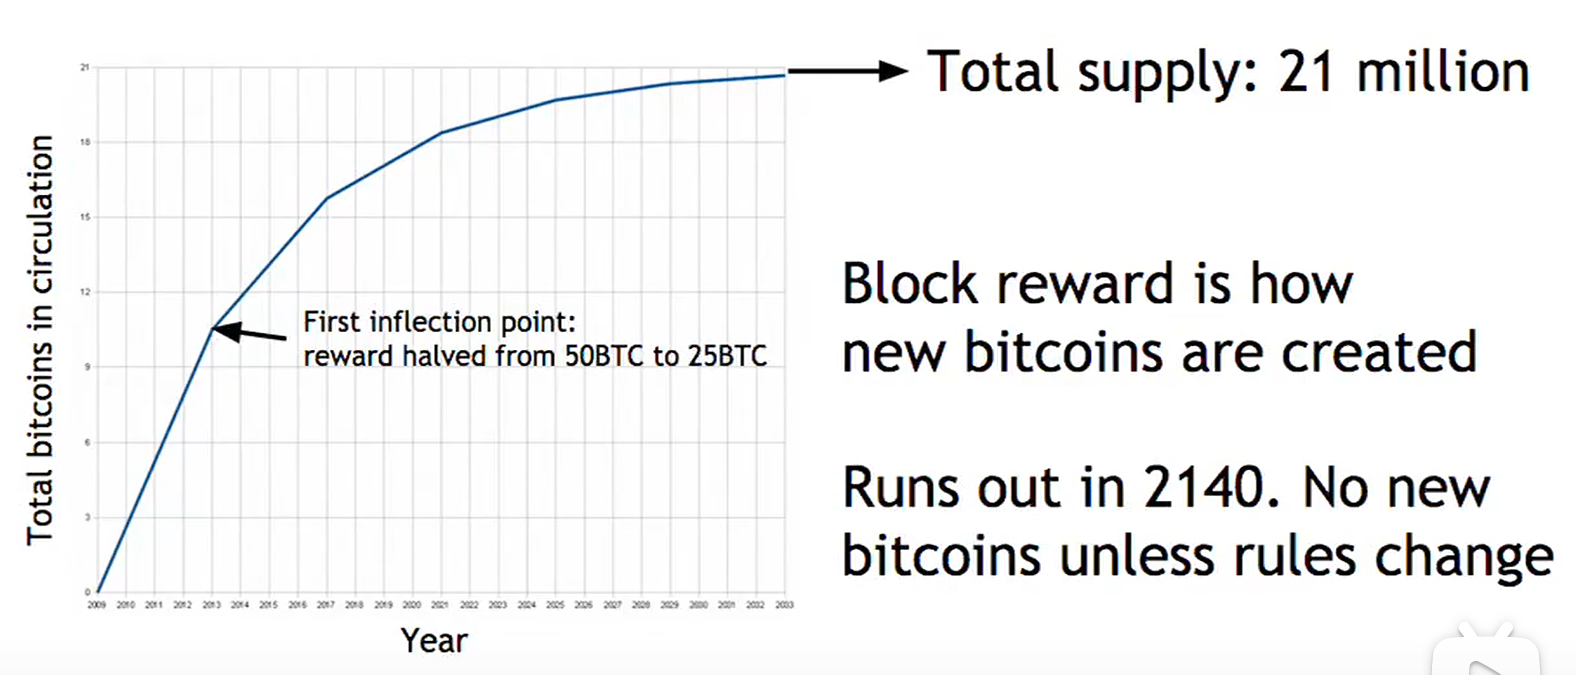 Total supply: 21 million
21
18
15
12
9
6
3
0
Total bitcoins in circulation
First inflection point:
reward halved from 50BTC to 25BTC
2009 2010 2011 2012 2013 2014 2015 2016 2017 2018 2019 2000 2021 2022 2023 2024 2025 2026 2027 2028 2029 2030 2031 2032 2033
Year
Block reward is how
new bitcoins are created
Runs out in 2140. No new
bitcoins unless rules change